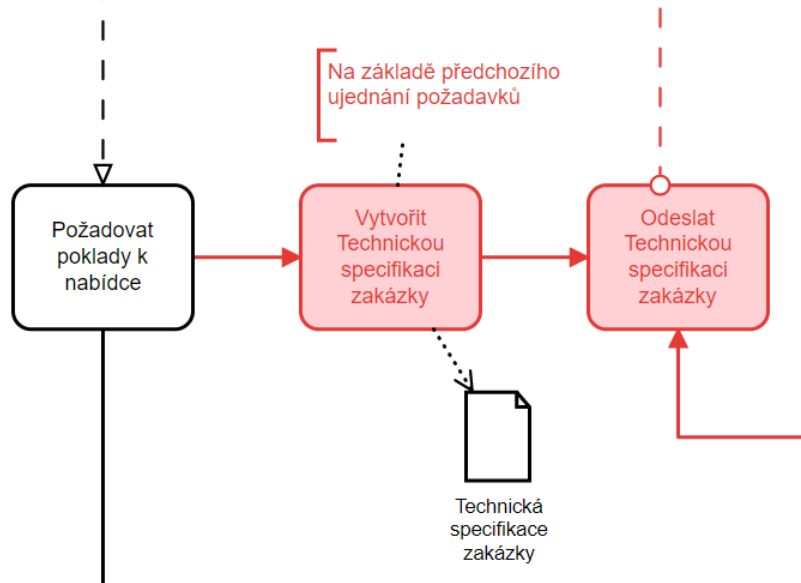 Na základě předchozího
ujednání požadavků
Požadovat
poklady k
nabídce
Vytvořit
Technickou
specifikaci
zakázky
Odeslat
Technickou
specifikaci
zakázky
Technická
specifikace
zakázky